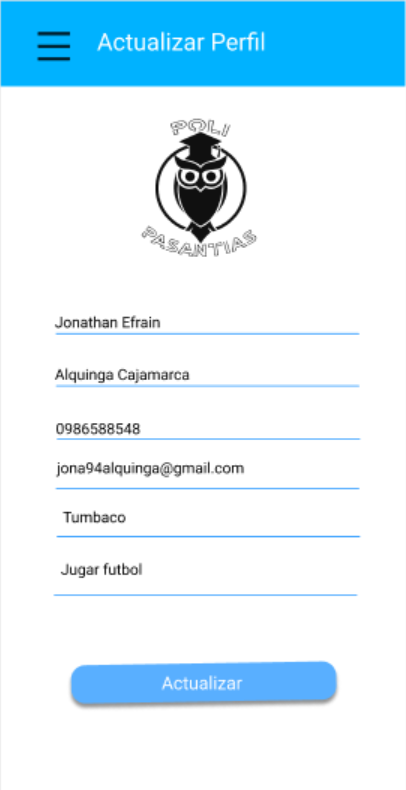 Actualizar Perfil
POLI
PASANTIAS
Jonathan Efrain
Alquinga Cajamarca
0986588548
jona94alquinga@gmail.com
Tumbaco
Jugar futbol
Actualizar